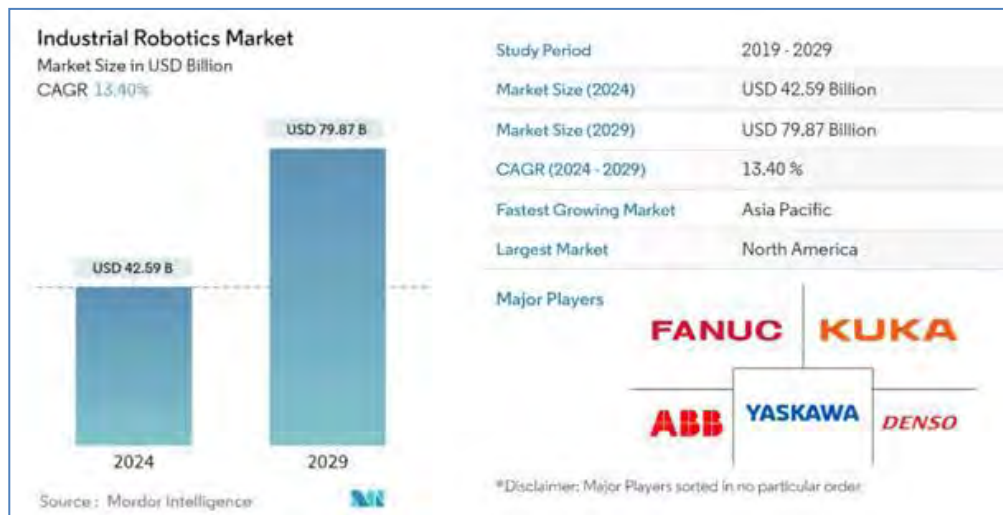 Industrial Robotics Market
Market Size in USD Billion
CAGR 13.40%
USD 79.87 B
USD 42.59 B
2024
2029
Source : Mordor Intelligence
Study Period 2019 - 2029
Market Size (2024) USD 42.59 Billion
Market Size (2029) USD 79.87 Billion
CAGR (2024 - 2029) 13.40 %
Fastest Growing Market Asia Pacific
Largest Market North America
Major Players
FANUC
KUKA
ABB
YASKAWA
DENSO
*Disclaimer: Major Players sorted in no particular order